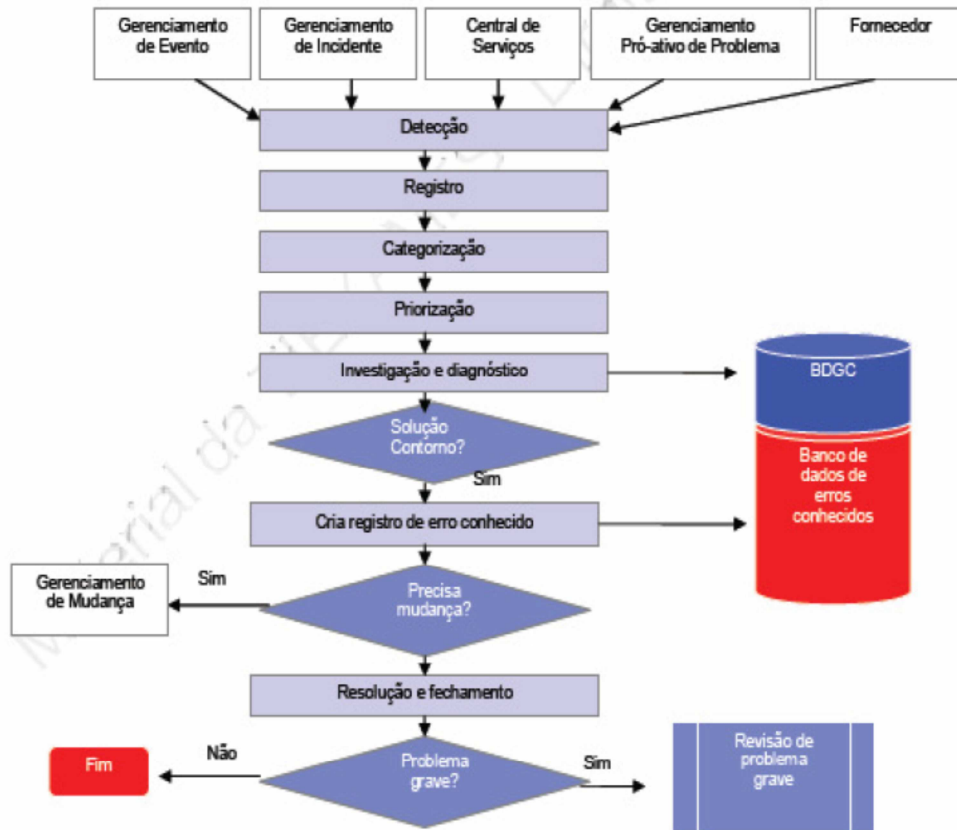 Gerenciamento
de Evento
Gerenciamento
de Incidente
Central de
Serviços
Gerenciamento
Pró-ativo de Problema
Fornecedor
Detecção
Registro
Categorização
Priorização
Investigação e diagnóstico
BDGC
Solução
Contorno?
Sim
Banco de
dados de
erros
conhecidos
Cria registro de erro conhecido
Gerenciamento
de Mudança
Sim
Precisa
mudança?
Resolução e fechamento
Fim
Não
Problema
grave?
Sim
Revisão de
problema
grave
Material da